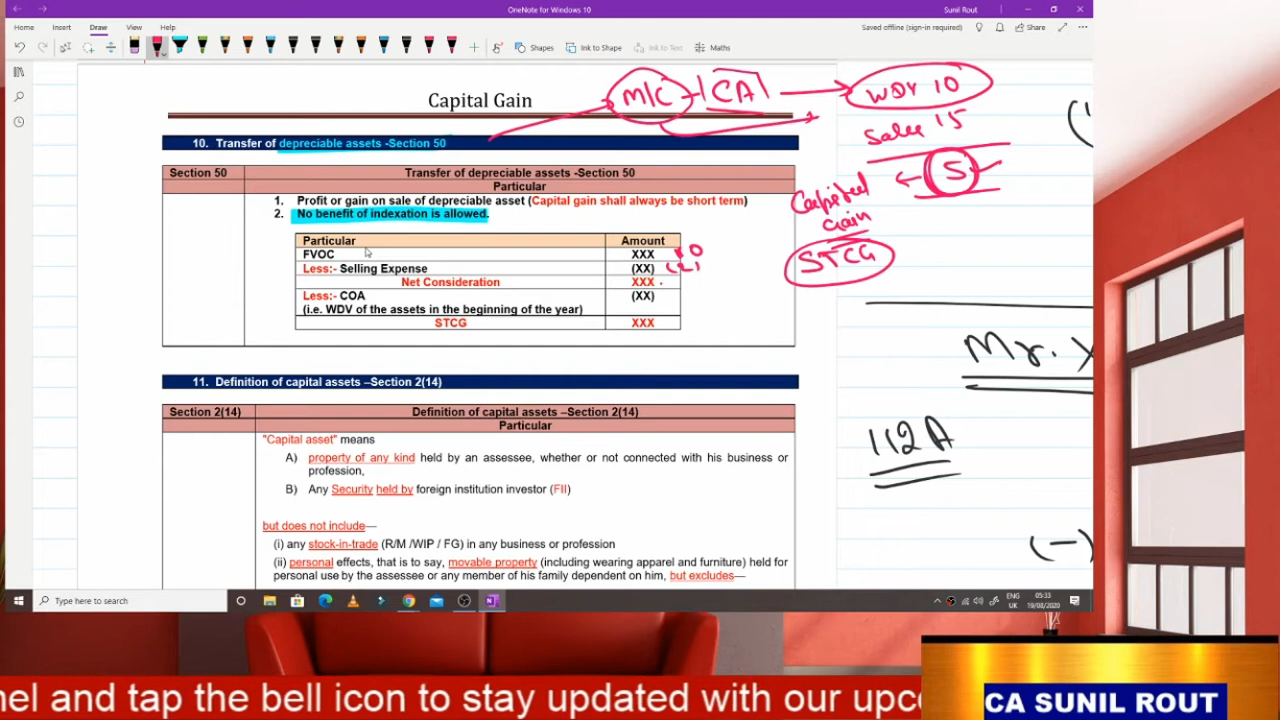 OneNote for Windows 10
Sunil Rout
Home Insert Draw View Help
Saved offline (sign-in required)
Share
Shapes
Ink to Shape
Ink to Text
Maths
Capital Gain
M/C
CA
WDV 10
Sales 15
5
Capital
Gain
STCG
10. Transfer of depreciable assets -Section 50
Section 50
Transfer of depreciable assets -Section 50
Particular
1. Profit or gain on sale of depreciable asset (Capital gain shall always be short term)
2. No benefit of indexation is allowed.
Particular Amount
FVOC XXX
Less:- Selling Expense (XX)
Net Consideration XXX
Less:- COA (XX)
(i.e. WDV of the assets in the beginning of the year)
STCG XXX
Mr. X
112A
(-)
11. Definition of capital assets –Section 2(14)
Section 2(14)
Definition of capital assets –Section 2(14)
Particular
"Capital asset" means
A) property of any kind held by an assessee, whether or not connected with his business or
profession,
B) Any Security held by foreign institution investor (FII)
but does not include—
(i) any stock-in-trade (R/M /WIP / FG) in any business or profession
(ii) personal effects, that is to say, movable property (including wearing apparel and furniture) held for
personal use by the assessee or any member of his family dependent on him, but excludes—
Type here to search
ENG
UK
05:33
19/08/2020
nel and tap the bell icon to stay updated with our upco
CA SUNIL ROUT